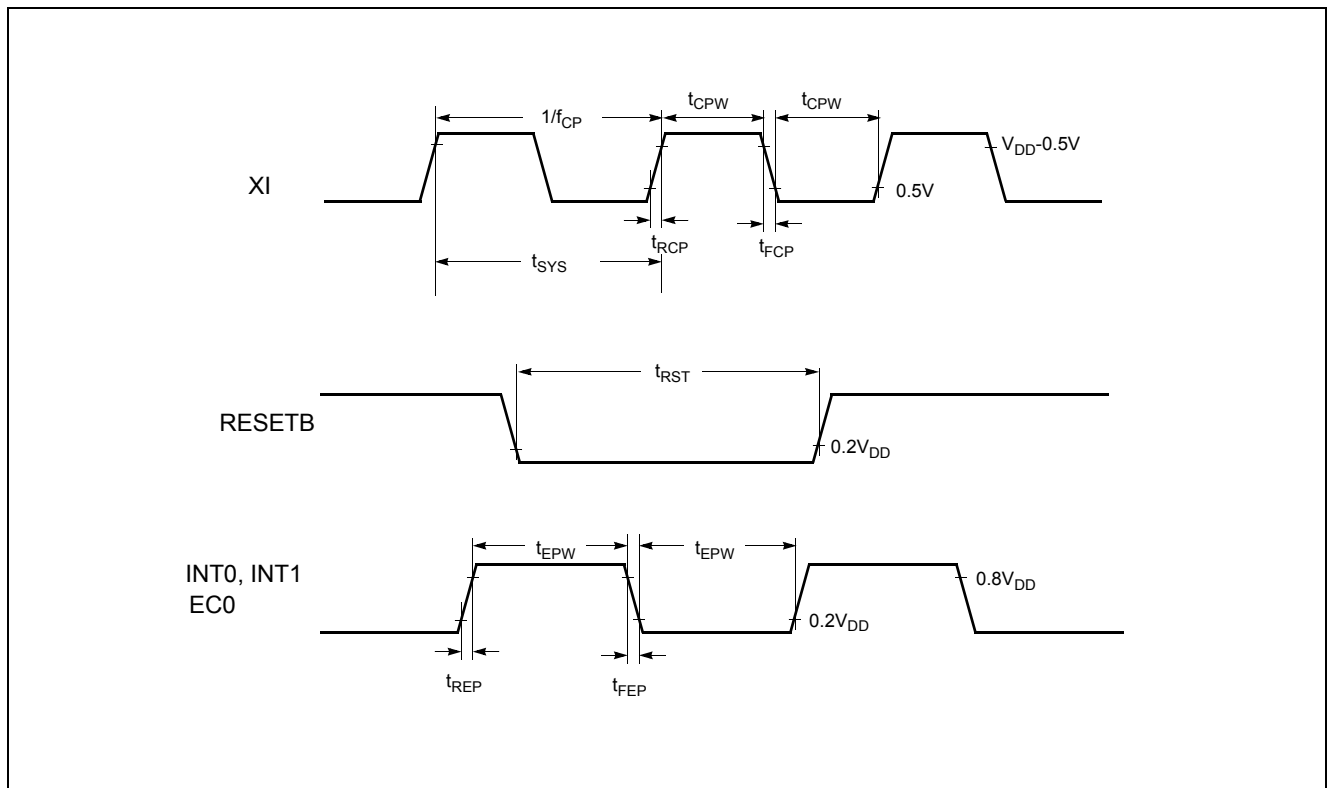 tCPW tCPW
1/fCP
VDD-0.5V
XI
0.5V
tRCP tFCP
tSYS
tRST
RESETB
0.2VDD
tEPW tEPW
INT0, INT1
0.8VDD
EC0
0.2VDD
tREP tFEP